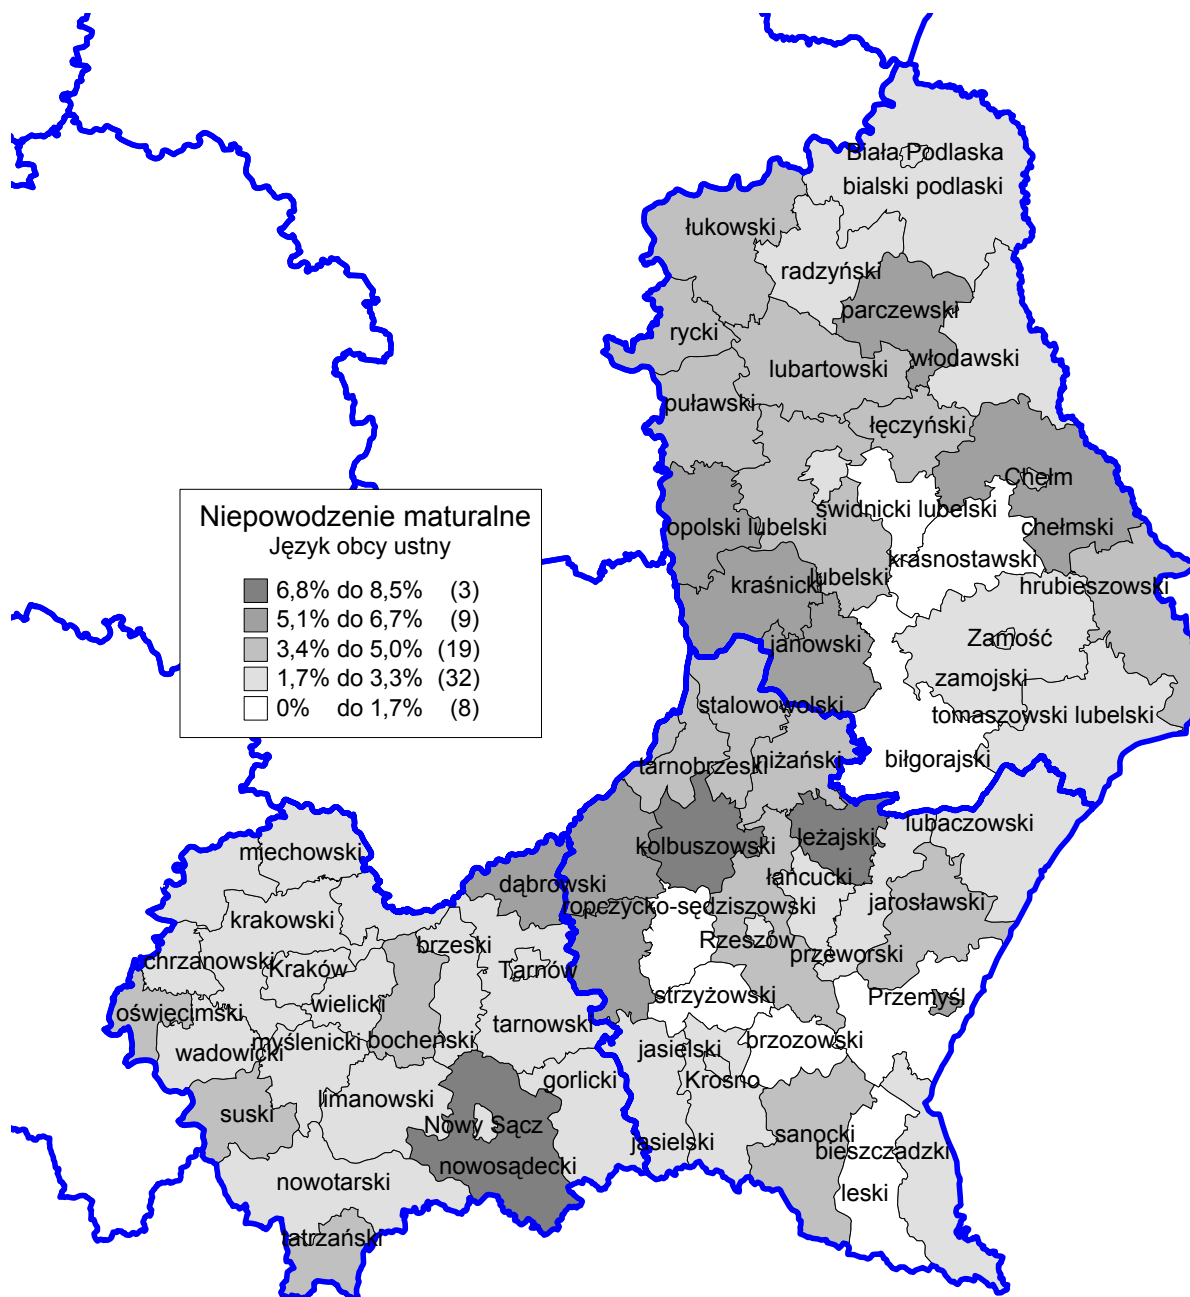 Biała Podlaska
bialski podlaski
łukowski
radzyński
parczewski
rycki
włodawski
lubartowski
puławski
łęczyński
Chełm
świdnicki lubelski
opolski lubelski
chełmski
krasnostawski
lubelski
kraśnicki
hrubieszowski
Zamość
janowski
zamojski
stalowowolski
tomaszowski lubelski
niżański
tarnobrzeski
biłgorajski
Niepowodzenie maturalne
Język obcy ustny
6,8% do 8,5% (3)
5,1% do 6,7% (9)
3,4% do 5,0% (19)
1,7% do 3,3% (32)
0% do 1,7% (8)
lubaczowski
leżajski
kolbuszowski
miechowski
łańcucki
dąbrowski
jarosławski
ropczycko-sędziszowski
krakowski
Rzeszów
brzeski
przeworski
chrzanowski
Kraków
Tarnów
strzyżowski
Przemyśl
wielicki
oświęcimski
tarnowski
brzozowski
myślenicki
bocheński
jasielski
wadowicki
gorlicki
Krosno
limanowski
suski
Nowy Sącz
sanocki
jasielski
bieszczadzki
nowosądecki
nowotarski
leski
tatrzański